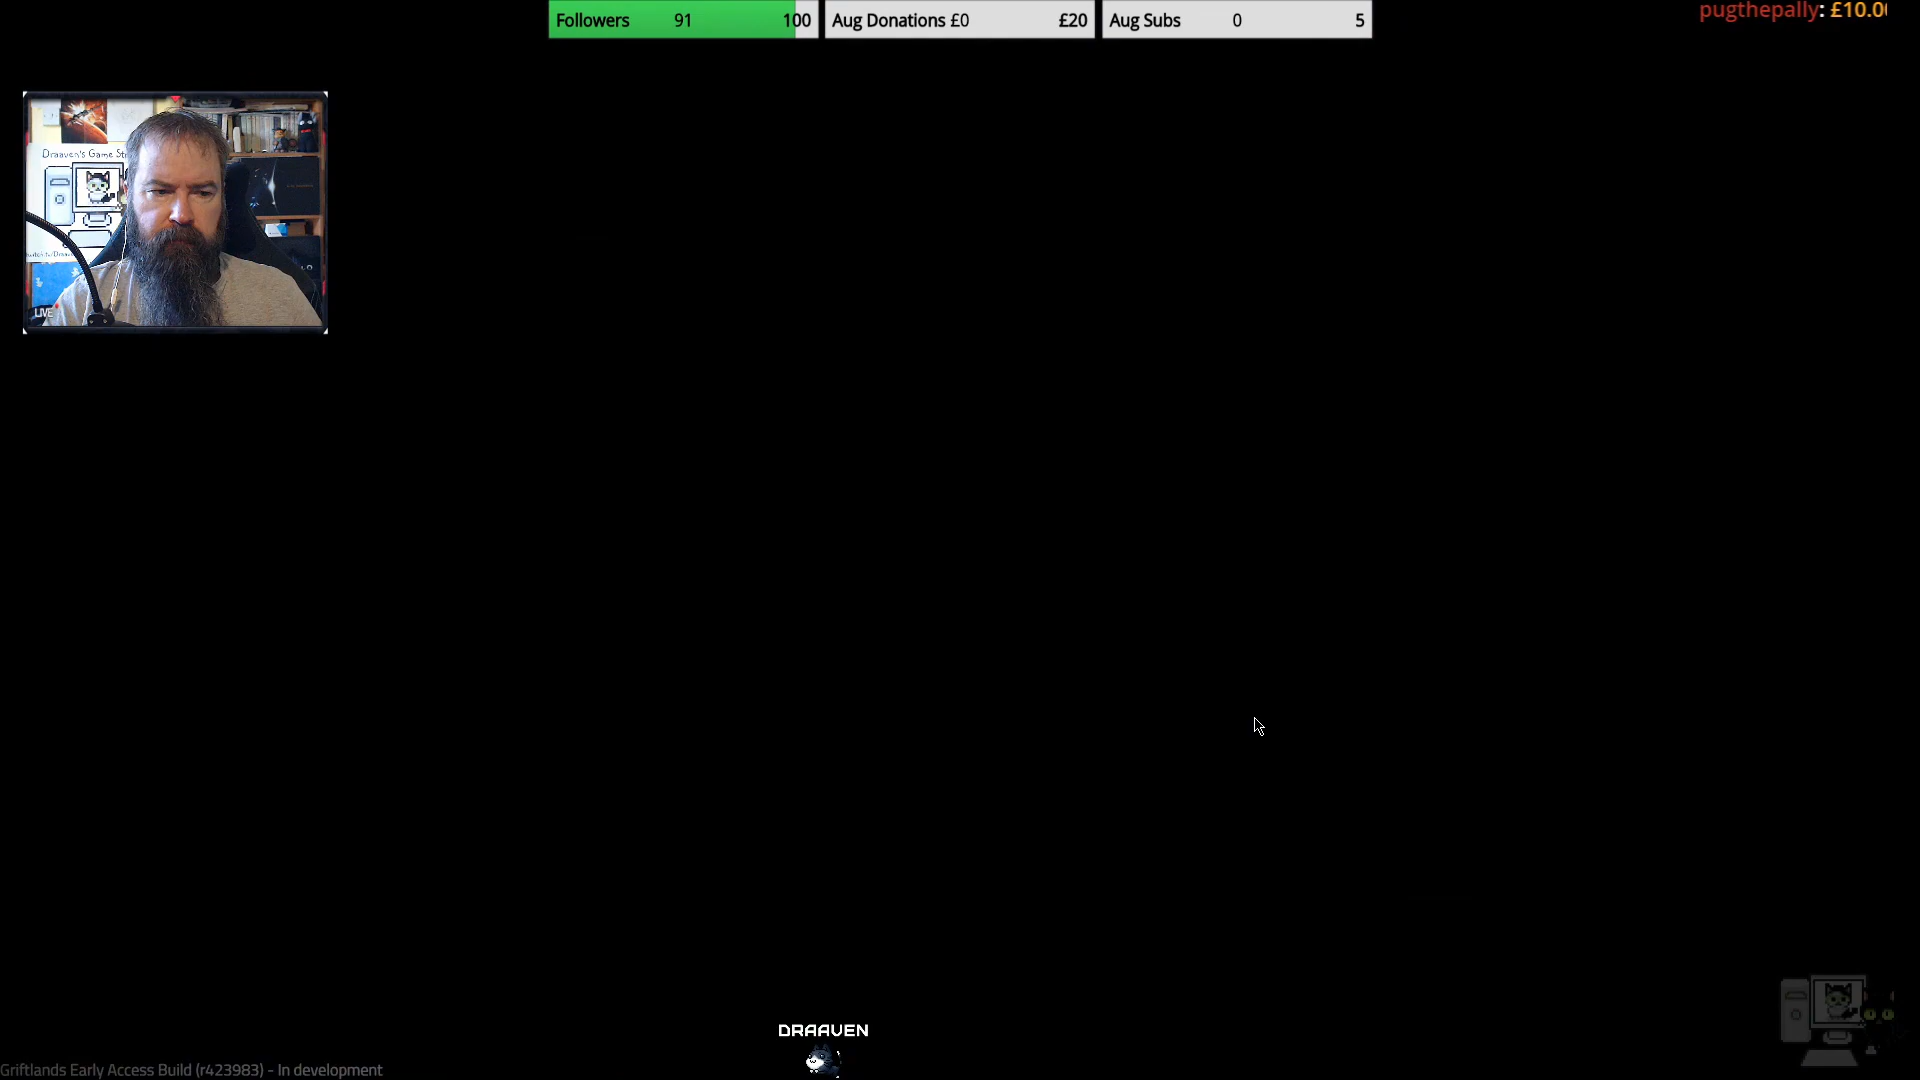 Followers 91 100 Aug Donations £0 £20 Aug Subs 0 5
pugthepally: £10.0
Draaven's Game
LIVE
DRAAVEN
Griftlands Early Access Build (r423983) - In development